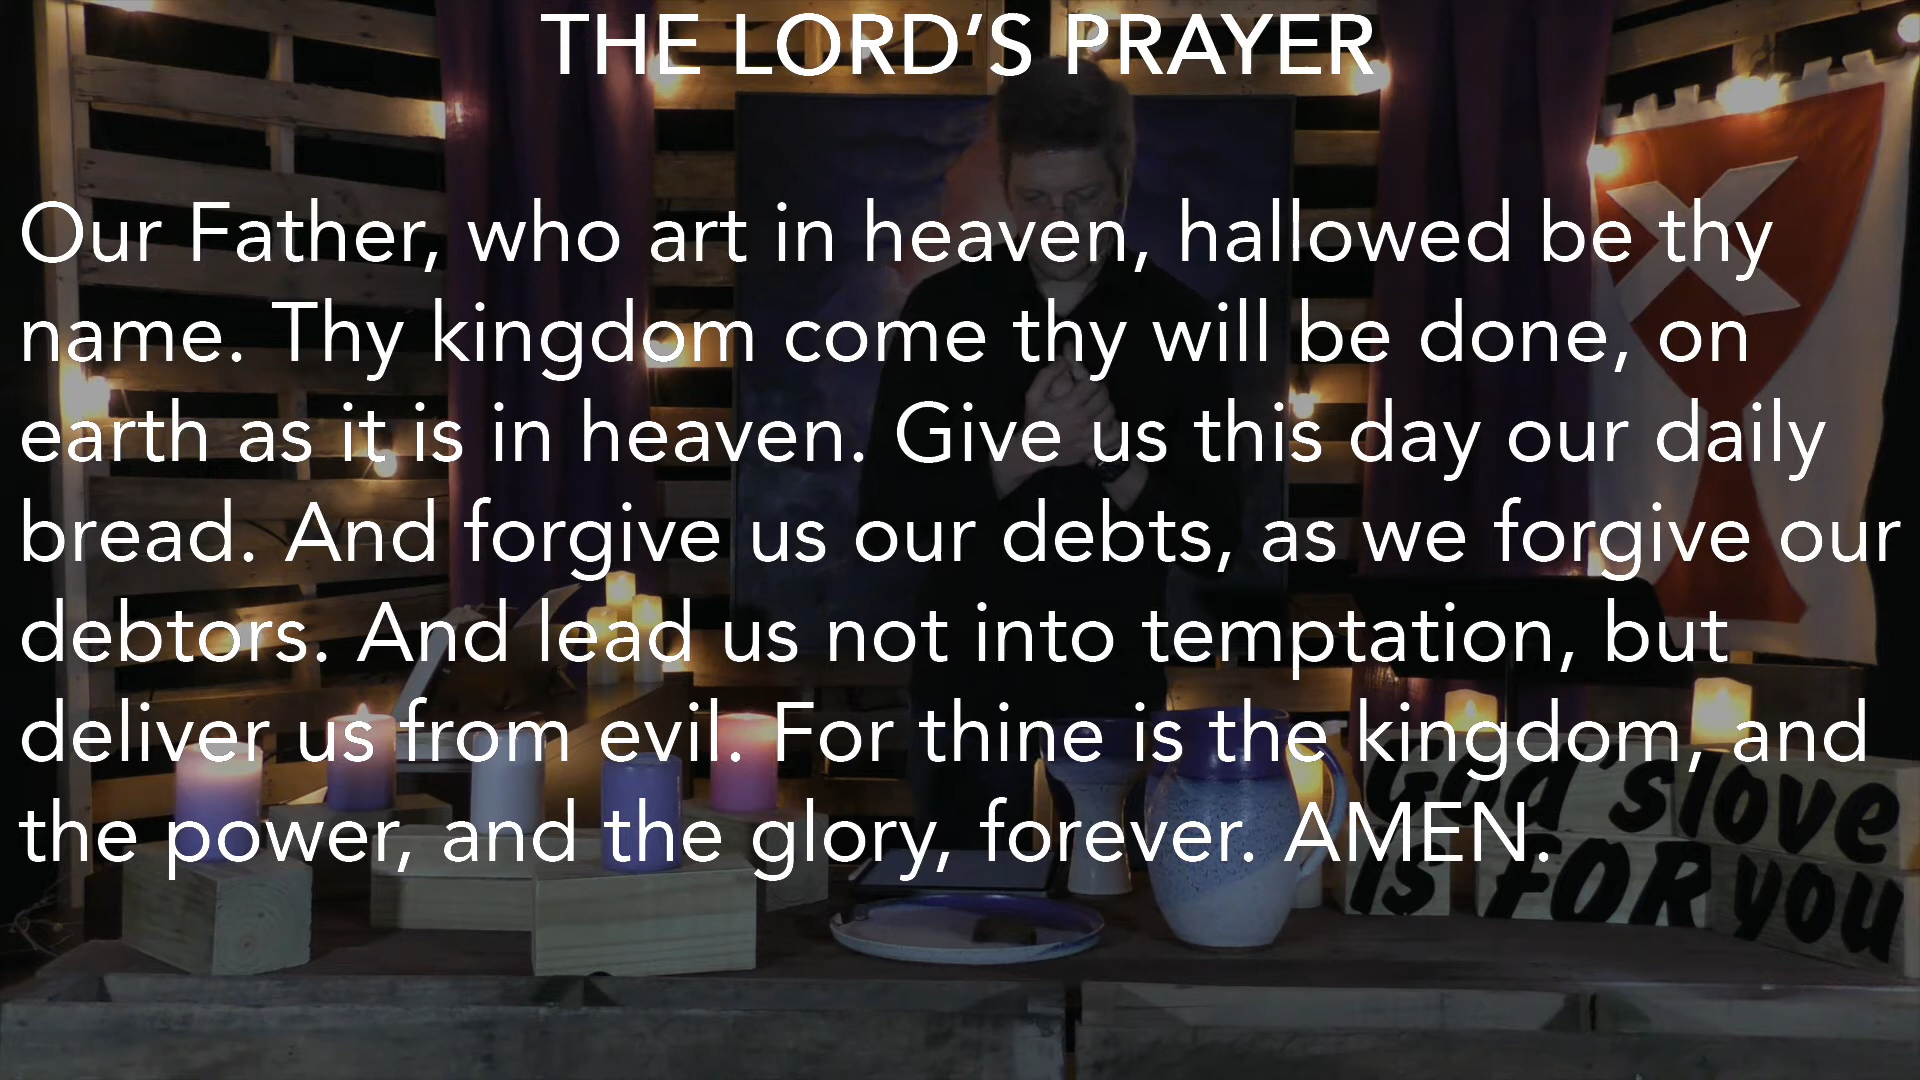 THE LORD’S PRAYER
Our Father, who art in heaven, hallowed be thy
name. Thy kingdom come thy will be done, on
earth as it is in heaven. Give us this day our daily
bread. And forgive us our debts, as we forgive our
debtors. And lead us not into temptation, but
deliver us from evil. For thine is the kingdom, and
the power, and the glory, forever. AMEN.
God's love
is FOR you